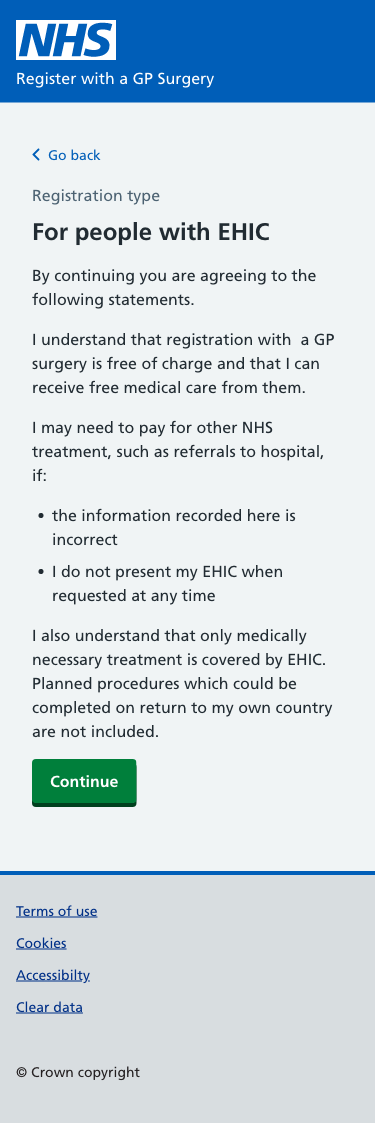 NHS
Register with a GP Surgery
Go back
Registration type
For people with EHIC
By continuing you are agreeing to the
following statements.
I understand that registration with  a GP
surgery is free of charge and that I can
receive free medical care from them.
I may need to pay for other NHS
treatment, such as referrals to hospital,
if:
• the information recorded here is
incorrect
• I do not present my EHIC when
requested at any time
I also understand that only medically
necessary treatment is covered by EHIC.
Planned procedures which could be
completed on return to my own country
are not included.
Continue
Terms of use
Cookies
Accessibilty
Clear data
© Crown copyright